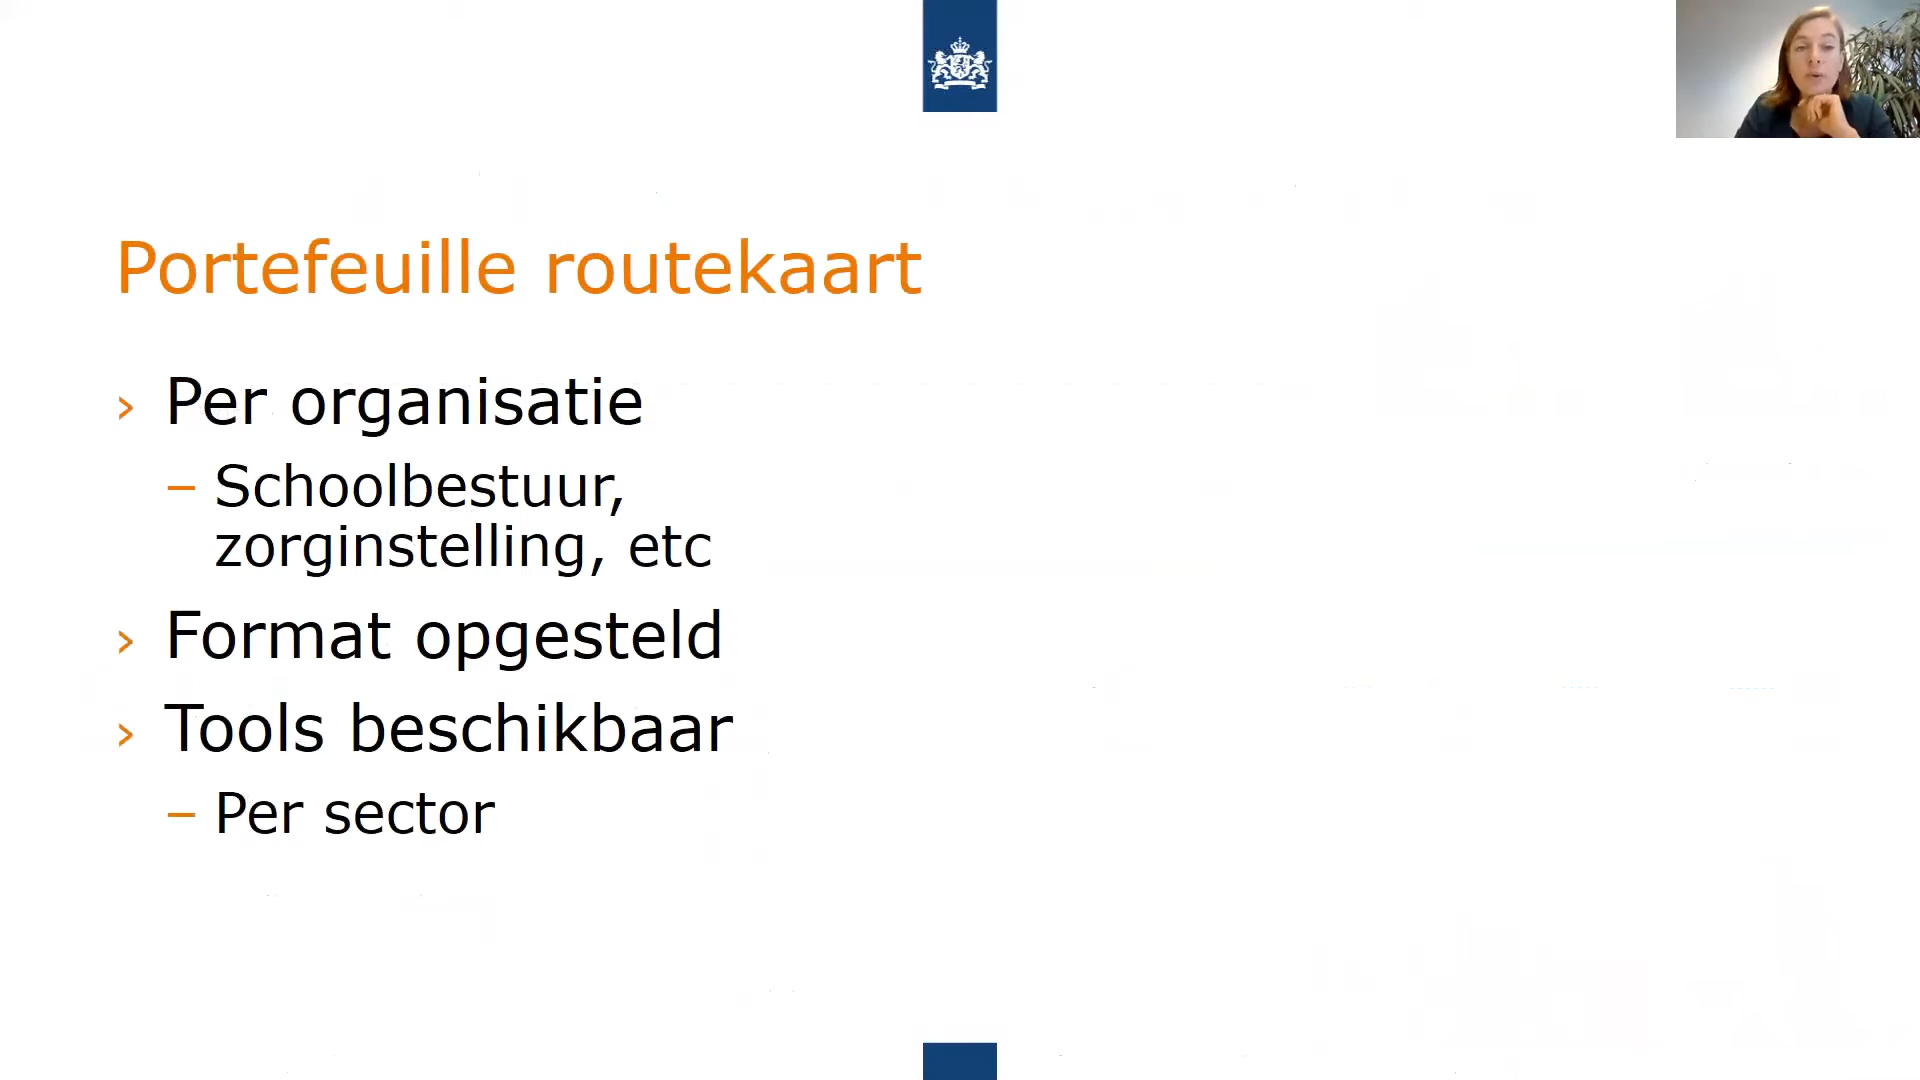 Portefeuille routekaart
› Per organisatie
– Schoolbestuur,
zorginstelling, etc
› Format opgesteld
› Tools beschikbaar
– Per sector